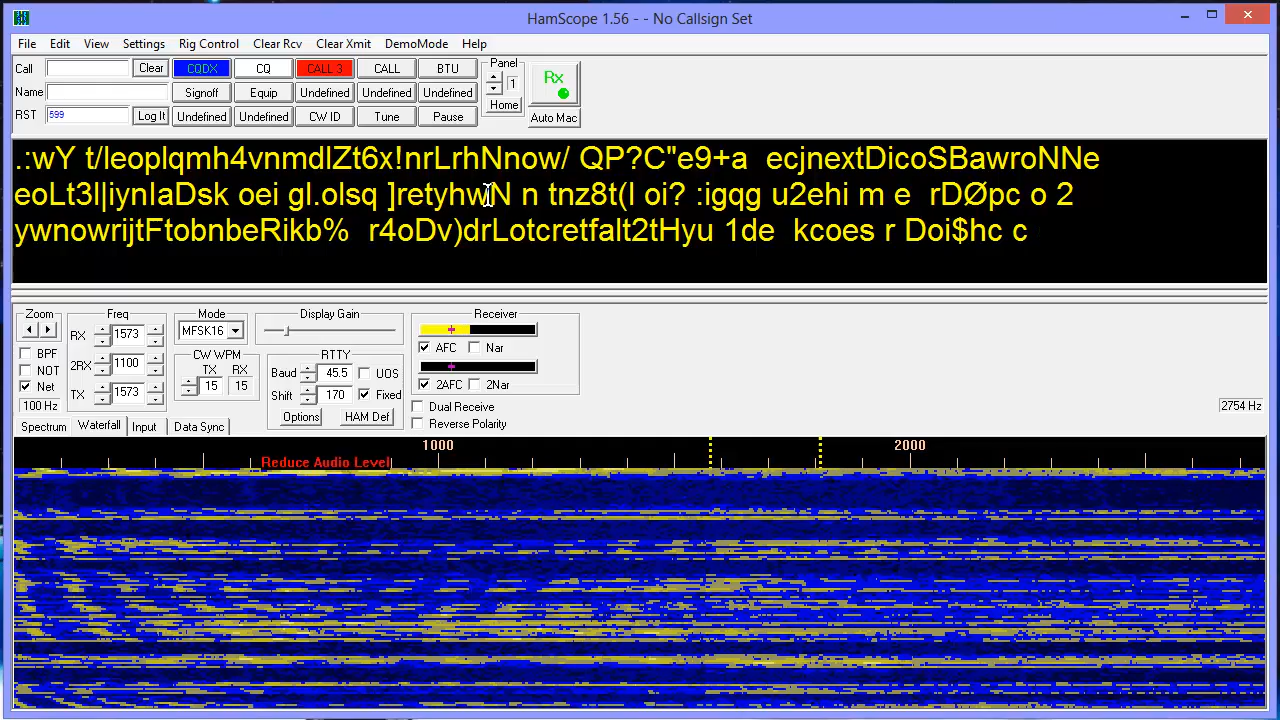 HamScope 1.56 - - No Callsign Set
File Edit View Settings Rig Control Clear Rcv Clear Xmit DemoMode Help
Call Clear CQDX CQ CALL 3 CALL BTU Panel 1 Rx
Name Signoff Equip Undefined Undefined Undefined Home
RST 599 Log It Undefined Undefined CW ID Tune Pause Auto Mac
.:wY t/leoplqmh4vnmdlZt6x!nrLrhNnow/ QP?C"e9+a ecjnextDicoSBawroNNe
eoLt3l|iynIaDsk oei gl.olsq ]retyhwN n tnz8t(l oi? :igqg u2ehi m e rDØpc o 2
ywnowrijtFtobnbeRikb% r4oDv)drLotcretfalt2tHyu 1de kcoes r Doi$hc c
Zoom Freq Mode Display Gain Receiver
RX 1573 MFSK16
BPF CW WPM RTTY AFC Nar
NOT 2RX 1100 TX RX Baud 45.5 UOS
Net TX 1573 15 15 Shift 170 Fixed 2AFC 2Nar
100 Hz Options HAM Def Dual Receive 2754 Hz
Spectrum Waterfall Input Data Sync Reverse Polarity
1000 2000
Reduce Audio Level